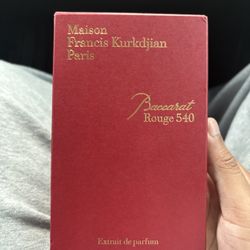 Maison
Francis Kurkdjian
Paris
Baccarat
Rouge 540
Extrait de parfum